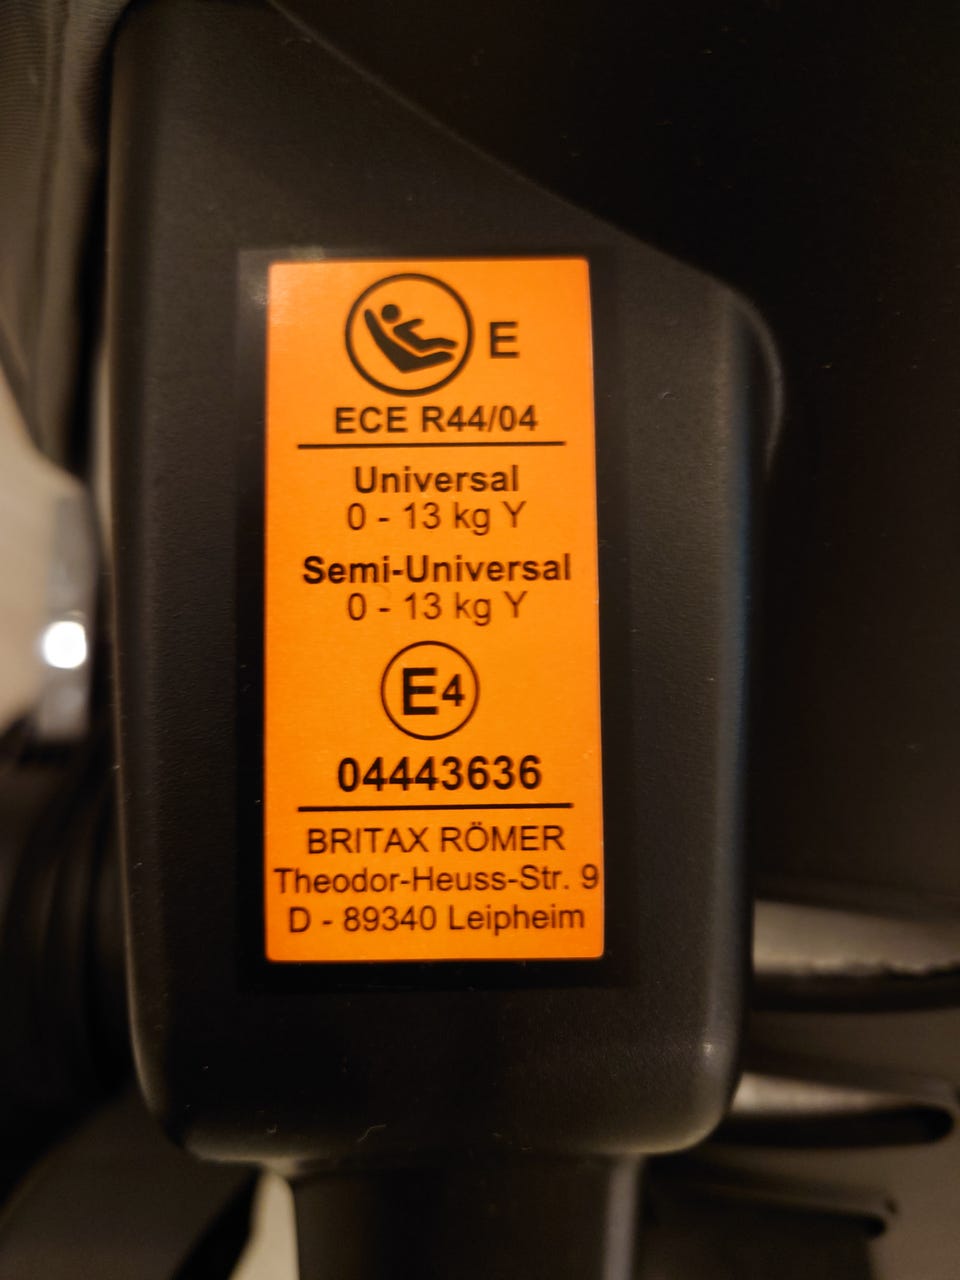 E
ECE R44/04
Universal
0 - 13 kg Y
Semi-Universal
0 - 13 kg Y
E4
04443636
BRITAX RÖMER
Theodor-Heuss-Str. 9
D - 89340 Leipheim